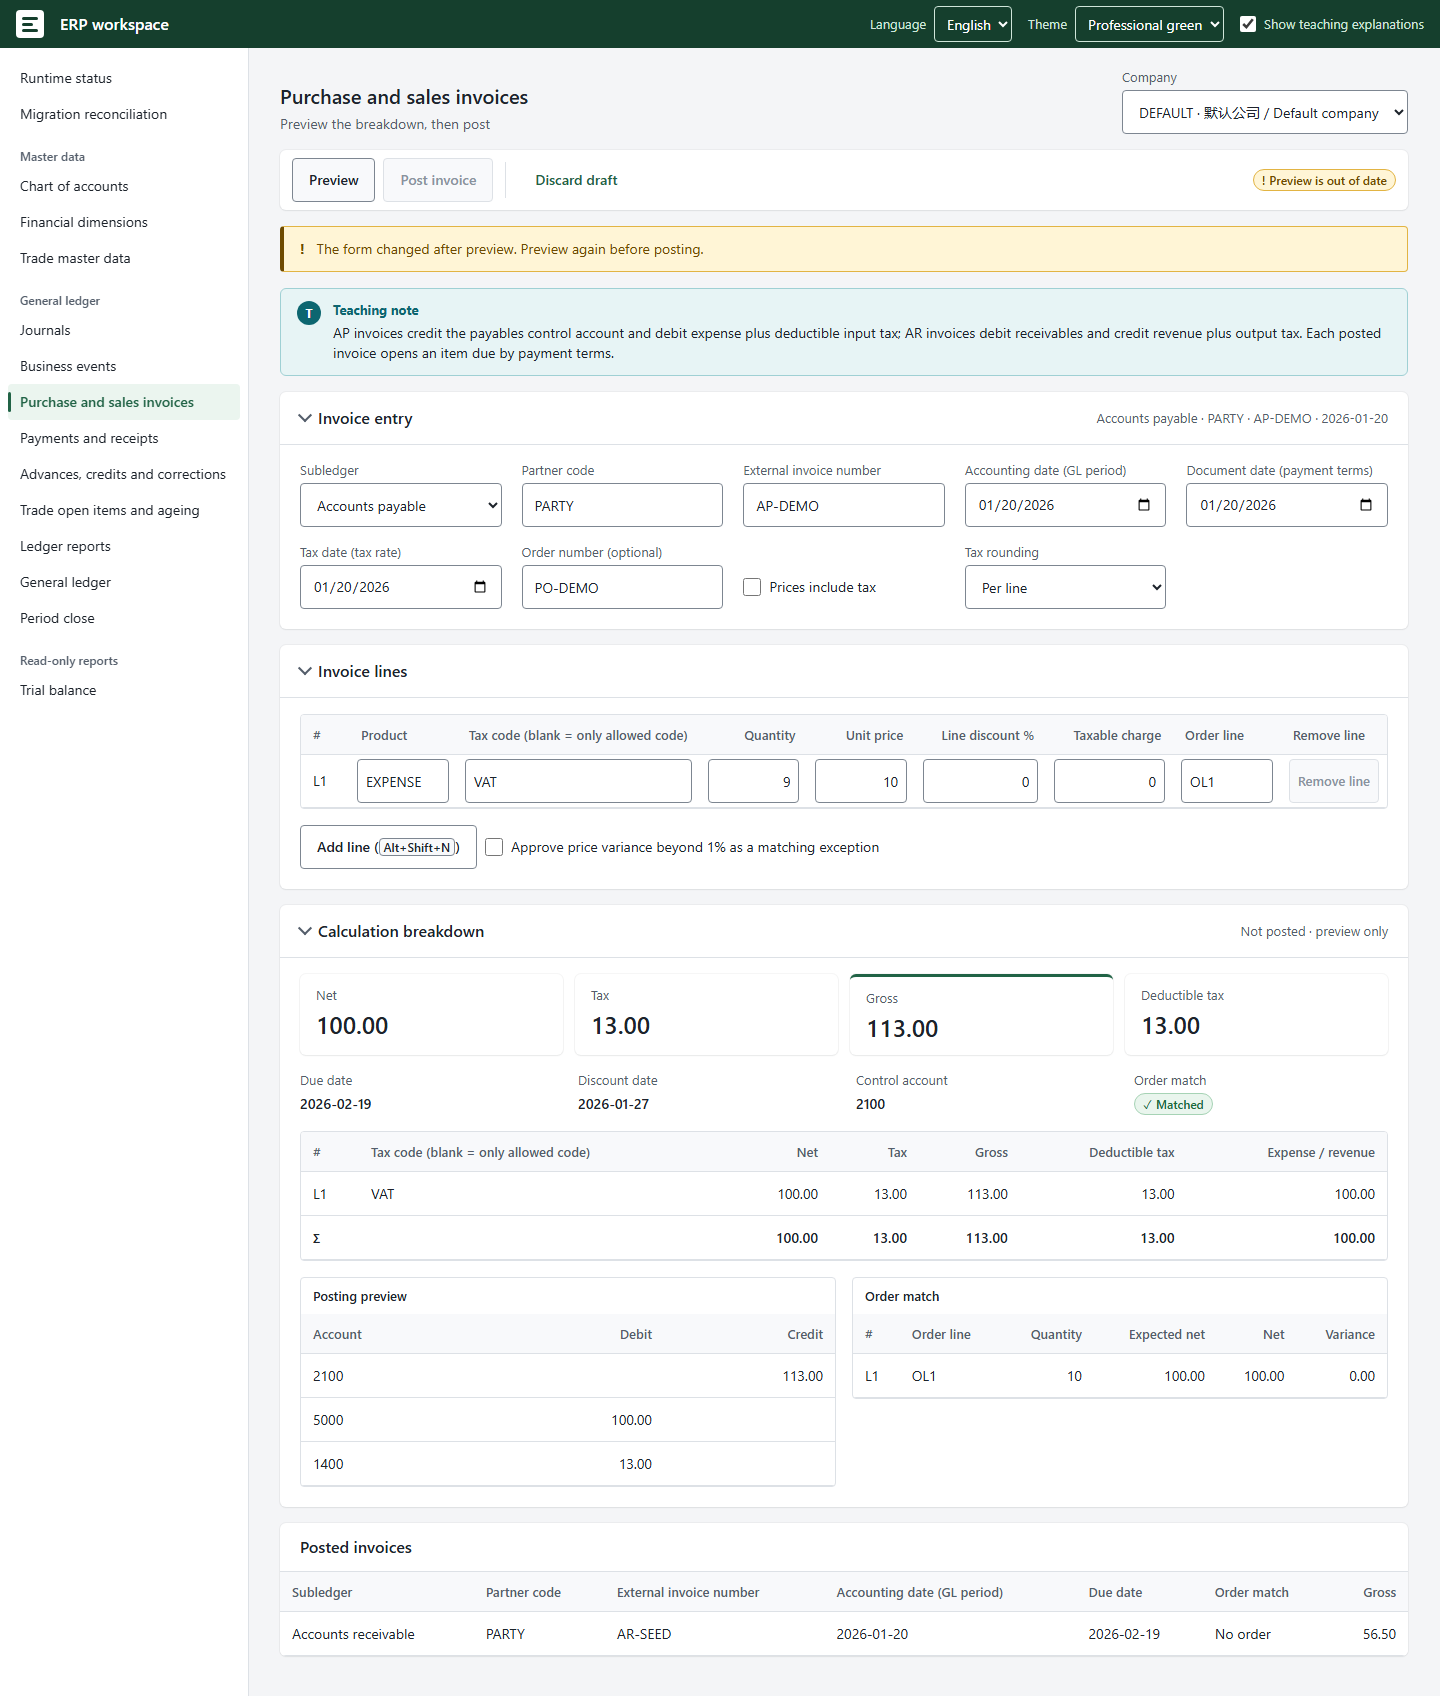 ERP workspace
Language English Theme Professional green Show teaching explanations
Runtime status
Migration reconciliation
Master data
Chart of accounts
Financial dimensions
Trade master data
General ledger
Journals
Business events
Purchase and sales invoices
Payments and receipts
Advances, credits and corrections
Trade open items and ageing
Ledger reports
General ledger
Period close
Read-only reports
Trial balance
Purchase and sales invoices
Preview the breakdown, then post
Company
DEFAULT · 默认公司 / Default company
Preview Post invoice Discard draft ! Preview is out of date
! The form changed after preview. Preview again before posting.
T Teaching note
AP invoices credit the payables control account and debit expense plus deductible input tax; AR invoices debit receivables and credit revenue plus output tax. Each posted
invoice opens an item due by payment terms.
Invoice entry Accounts payable · PARTY · AP-DEMO · 2026-01-20
Subledger Partner code External invoice number Accounting date (GL period) Document date (payment terms)
Accounts payable PARTY AP-DEMO 01/20/2026 01/20/2026
Tax date (tax rate) Order number (optional) Tax rounding
01/20/2026 PO-DEMO Prices include tax Per line
Invoice lines
# Product Tax code (blank = only allowed code) Quantity Unit price Line discount % Taxable charge Order line Remove line
L1 EXPENSE VAT 9 10 0 0 OL1 Remove line
Add line (Alt+Shift+N) Approve price variance beyond 1% as a matching exception
Calculation breakdown Not posted · preview only
Net Tax Gross Deductible tax
100.00 13.00 113.00 13.00
Due date Discount date Control account Order match
2026-02-19 2026-01-27 2100 ✓ Matched
# Tax code (blank = only allowed code) Net Tax Gross Deductible tax Expense / revenue
L1 VAT 100.00 13.00 113.00 13.00 100.00
Σ 100.00 13.00 113.00 13.00 100.00
Posting preview
Account Debit Credit
2100 113.00
5000 100.00
1400 13.00
Order match
# Order line Quantity Expected net Net Variance
L1 OL1 10 100.00 100.00 0.00
Posted invoices
Subledger Partner code External invoice number Accounting date (GL period) Due date Order match Gross
Accounts receivable PARTY AR-SEED 2026-01-20 2026-02-19 No order 56.50